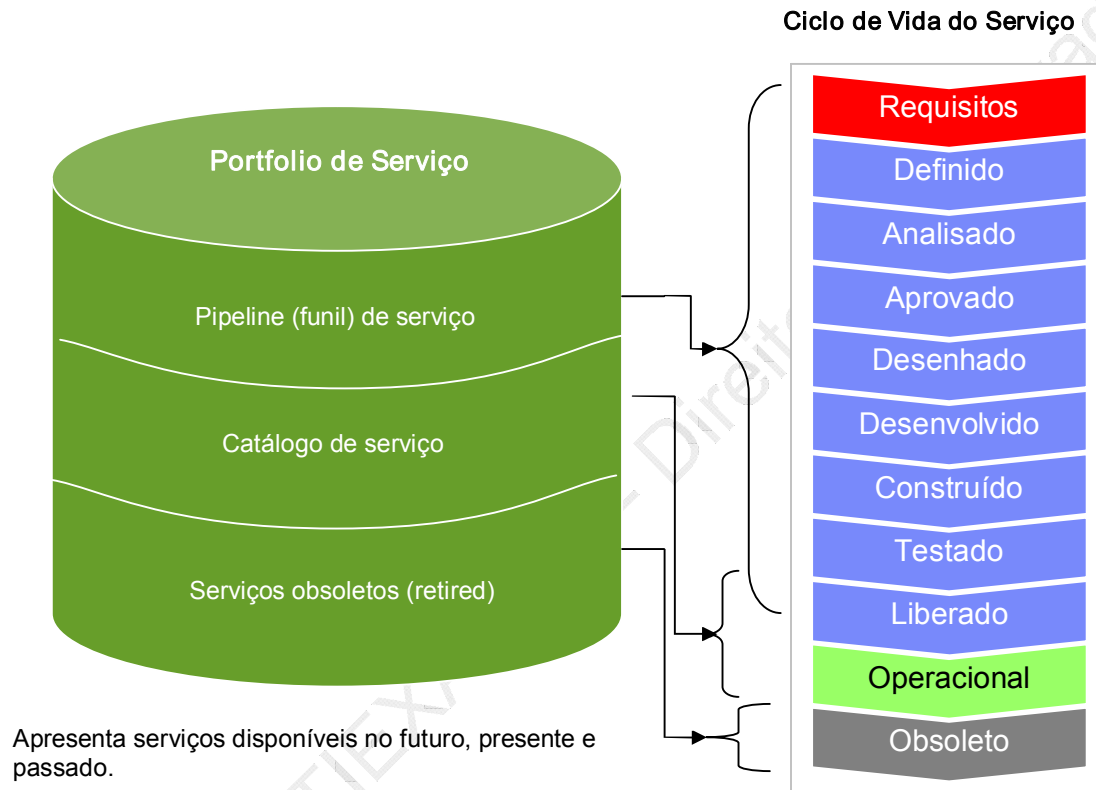 Ciclo de Vida do Serviço
Portfolio de Serviço
Pipeline (funil) de serviço
Catálogo de serviço
Serviços obsoletos (retired)
Apresenta serviços disponíveis no futuro, presente e
passado.
Requisitos
Definido
Analisado
Aprovado
Desenhado
Desenvolvido
Construído
Testado
Liberado
Operacional
Obsoleto